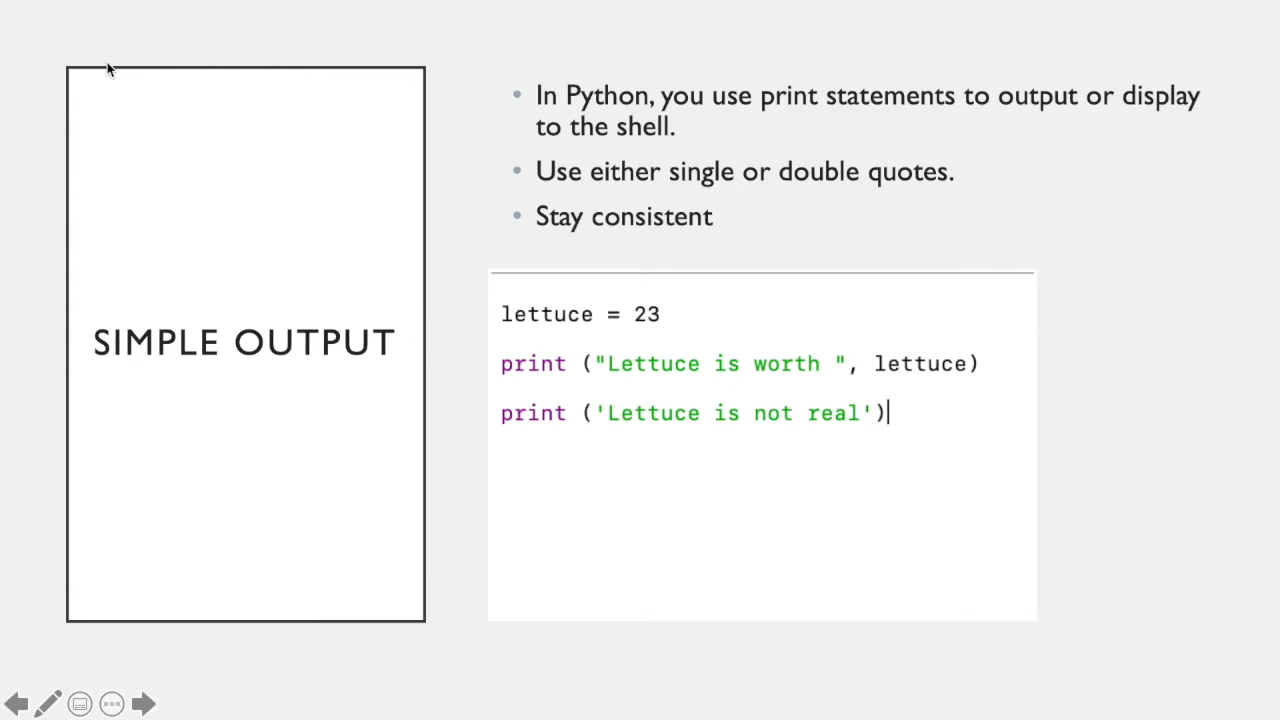 SIMPLE OUTPUT
• In Python, you use print statements to output or display
to the shell.
• Use either single or double quotes.
• Stay consistent
lettuce = 23
print ("Lettuce is worth ", lettuce)
print ('Lettuce is not real')